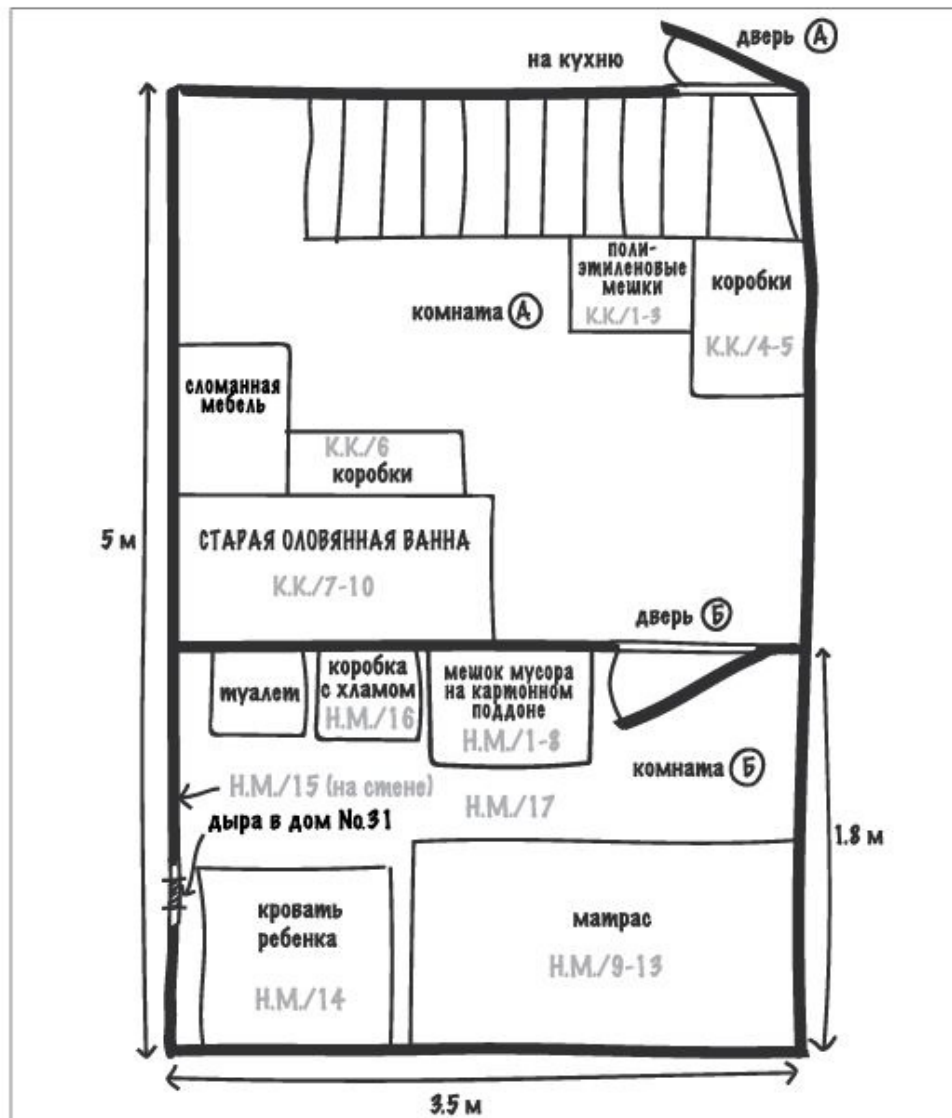 дверь А
на кухню
поли-
этиленовые
мешки
К.К./1-3
коробки
К.К./4-5
комната А
сломанная
мебель
К.К./6
коробки
СТАРАЯ ОЛОВЯННАЯ ВАННА
К.К./7-10
5 м
дверь Б
туалет
коробка
с хламом
Н.М./16
мешок мусора
на картонном
поддоне
Н.М./1-8
комната Б
Н.М./15 (на стене)
Н.М./17
дыра в дом No.31
1.8 м
кровать
ребенка
Н.М./14
матрас
Н.М./9-13
3.5 м